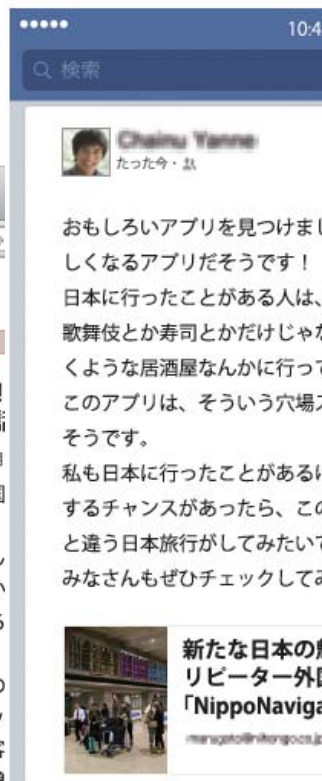 10:4
検索
たった今・
おもしろいアプリを見つけまし
しくなるアプリだそうです！
日本に行ったことがある人は、
歌舞伎とか寿司とかだけじゃな
くような居酒屋なんかに行って
このアプリは、そういう穴場ス
そうです。
私も日本に行ったことがあるけ
するチャンスがあったら、この
と違う日本旅行がしてみたいで
みなさんもぜひチェックしてみ
新たな日本の魅
リピーター外国
「NippoNaviga